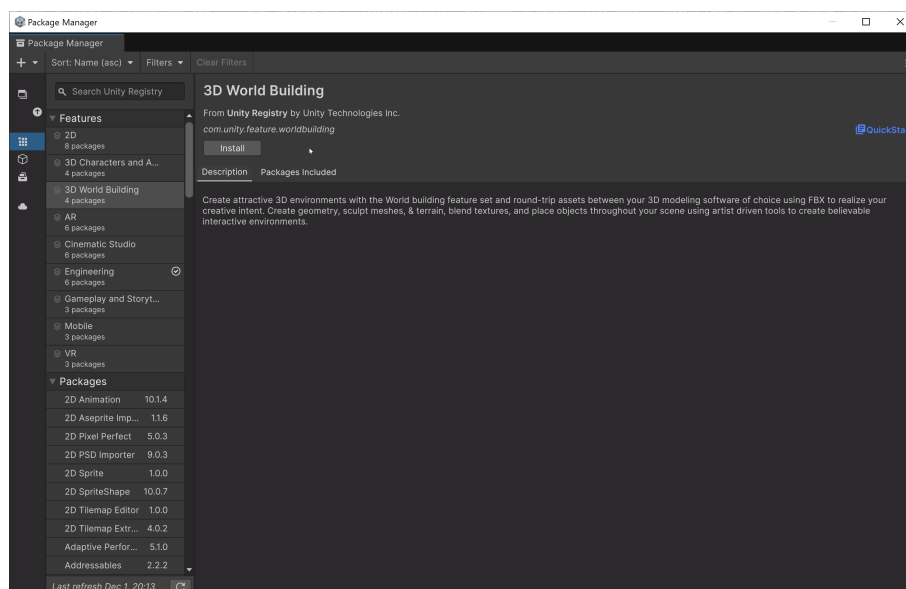 Package Manager
Package Manager
Sort: Name (asc) Filters Clear Filters
Search Unity Registry
Features
2D
8 packages
3D Characters and A...
4 packages
3D World Building
4 packages
AR
6 packages
Cinematic Studio
6 packages
Engineering
6 packages
Gameplay and Storyt...
3 packages
Mobile
3 packages
VR
3 packages
Packages
2D Animation 10.1.4
2D Aseprite Imp... 1.1.6
2D Pixel Perfect 5.0.3
2D PSD Importer 9.0.3
2D Sprite 1.0.0
2D SpriteShape 10.0.7
2D Tilemap Editor 1.0.0
2D Tilemap Extr... 4.0.2
Adaptive Perfor... 5.1.0
Addressables 2.2.2
Last refresh Dec 1, 20:13
3D World Building
From Unity Registry by Unity Technologies Inc.
com.unity.feature.worldbuilding
QuickSta
Install
Description Packages Included
Create attractive 3D environments with the World building feature set and round-trip assets between your 3D modeling software of choice using FBX to realize your
creative intent. Create geometry, sculpt meshes, & terrain, blend textures, and place objects throughout your scene using artist driven tools to create believable
interactive environments.